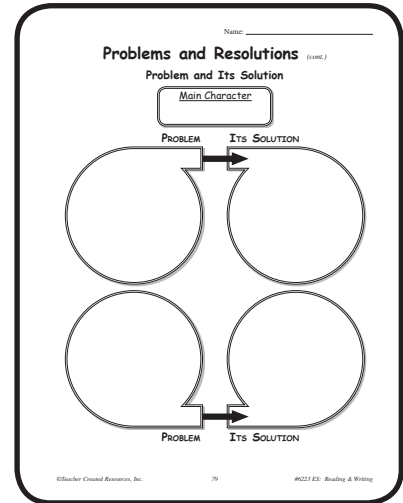 Name:
Problems and Resolutions (cont.)
Problem and Its Solution
Main Character
PROBLEM ITS SOLUTION
PROBLEM ITS SOLUTION
©Teacher Created Resources, Inc. 79 #6223 ES: Reading & Writing